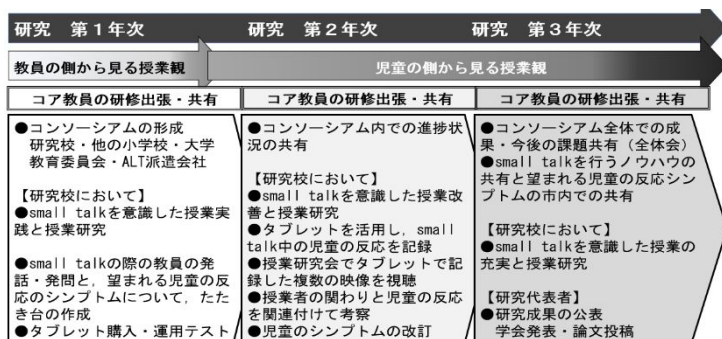 研究 第１年次
研究 第２年次
研究 第３年次
教員の側から見る授業観
児童の側から見る授業観
コア教員の研修出張・共有
●コンソーシアムの形成
研究校・他の小学校・大学
教育委員会・ALT派遣会社
【研究校において】
●small talkを意識した授業実
践と授業研究
●small talkの際の教員の発
話・発問と，望まれる児童の反
応のシンプトムについて，たた
き台の作成
●タブレット購入・運用テスト
コア教員の研修出張・共有
●コンソーシアム内での進捗状
況の共有
【研究校において】
●small talkを意識した授業改
善と授業研究
●タブレットを活用し，small
talk中の児童の反応を記録
●授業研究会でタブレットで記
録した複数の映像を視聴
●授業者の関わりと児童の反応
を関連付けて考察
●児童のシンプトムの改訂
コア教員の研修出張・共有
●コンソーシアム全体での成
果・今後の課題共有（全体会）
●small talkを行うノウハウの
共有と望まれる児童の反応シン
プトムの市内での共有
【研究校において】
●small talkを意識した授業の
充実と授業研究
【研究代表者】
●研究成果の公表
学会発表・論文投稿